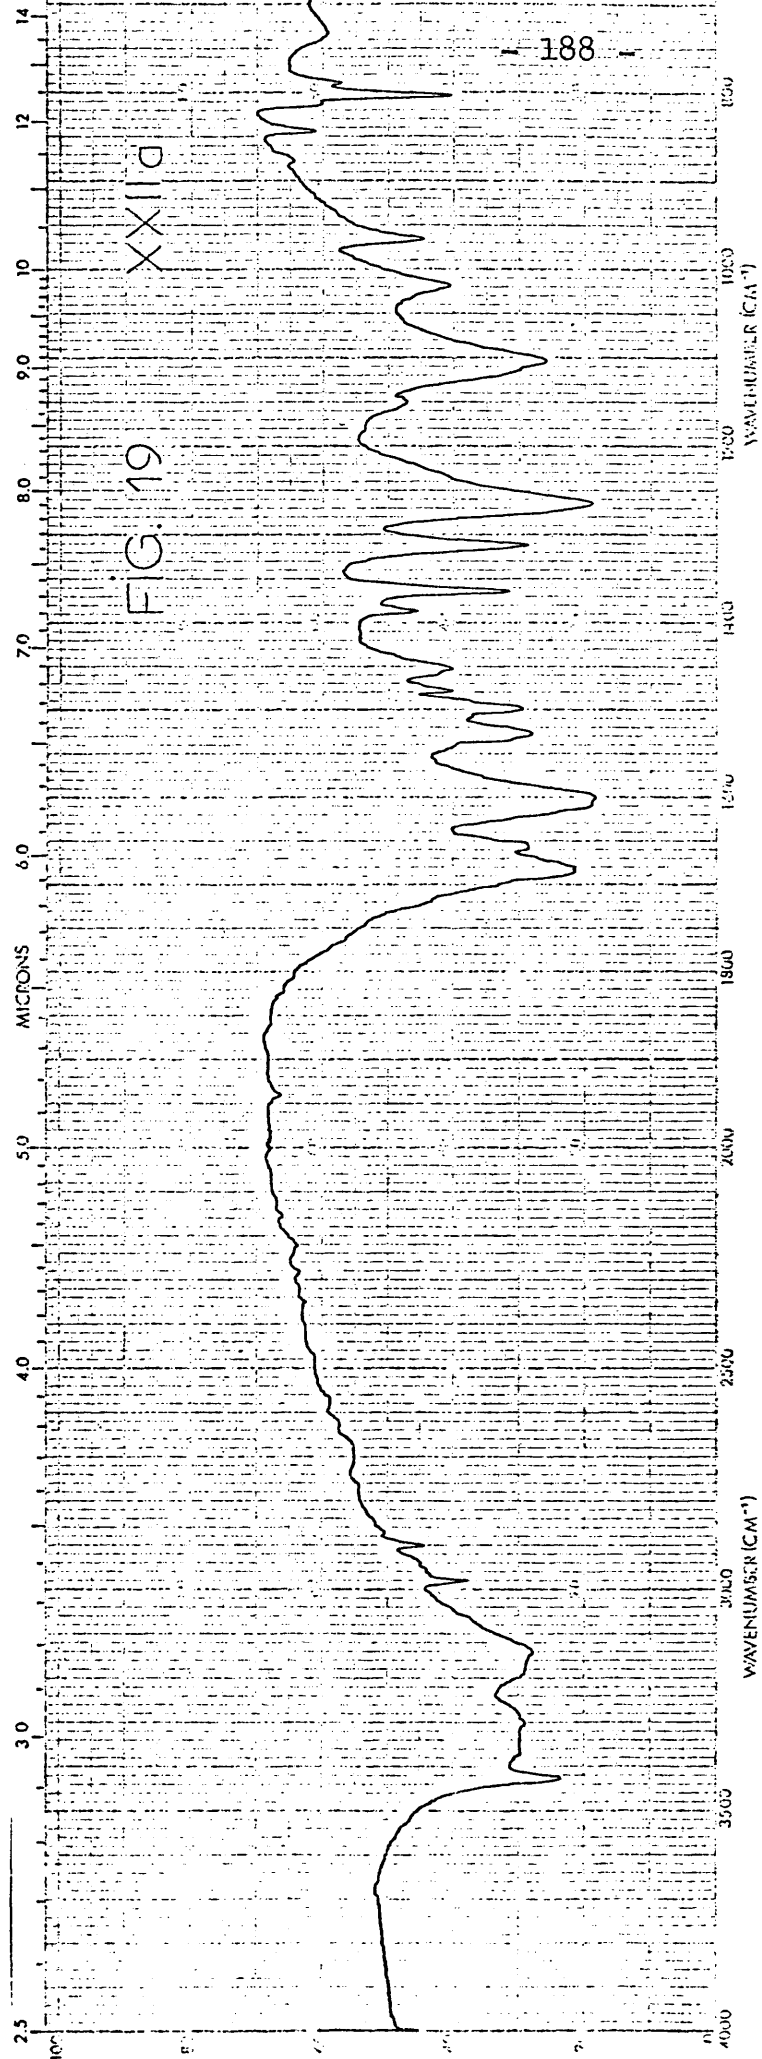 - 188 -
FIG. 19 XXIIa
2.5 3.0 4.0 5.0 MICRONS 6.0 7.0 8.0 9.0 10 12 14
4000 3500 3000 2500 2000 1800 1400 1000 800
WAVENUMBER (CM⁻¹)
WAVENUMBER (CM⁻¹)
100